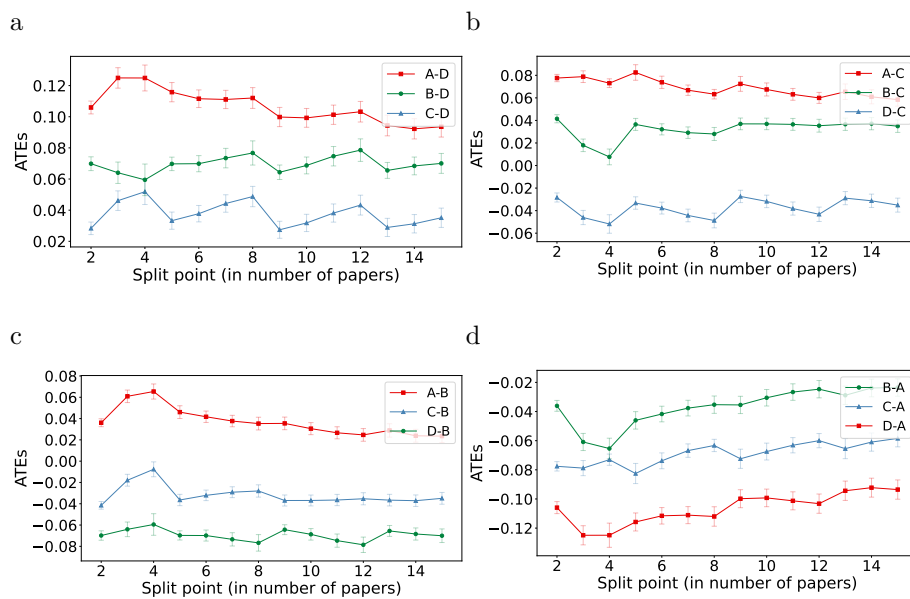 a
0.12
0.10
0.08
0.06
0.04
0.02
ATEs
A-D
B-D
C-D
2 4 6 8 10 12 14
Split point (in number of papers)
b
0.08
0.06
0.04
0.02
0.00
−0.02
−0.04
−0.06
ATEs
A-C
B-C
D-C
2 4 6 8 10 12 14
Split point (in number of papers)
c
0.08
0.06
0.04
0.02
0.00
−0.02
−0.04
−0.06
−0.08
ATEs
A-B
C-B
D-B
2 4 6 8 10 12 14
Split point (in number of papers)
d
−0.02
−0.04
−0.06
−0.08
−0.10
−0.12
ATEs
B-A
C-A
D-A
2 4 6 8 10 12 14
Split point (in number of papers)